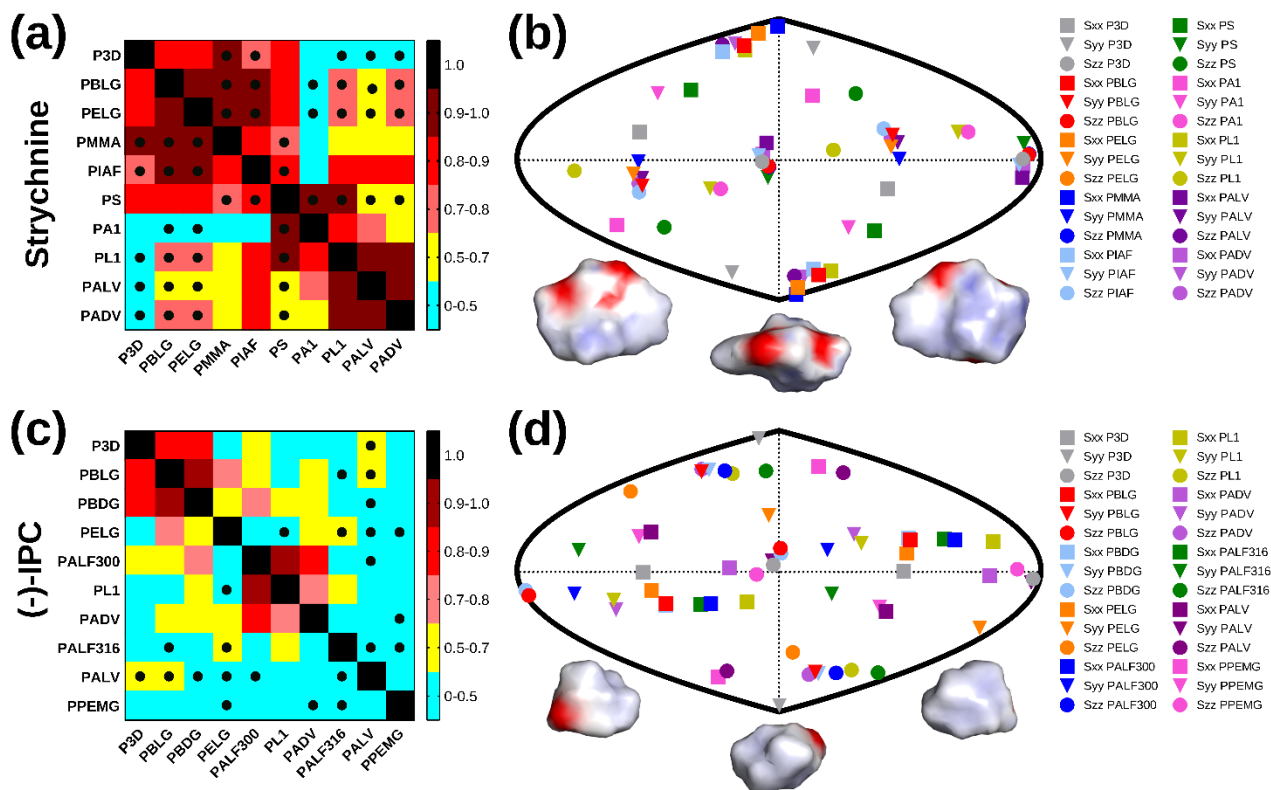 (a)
Strychnine
P3D
PBLG
PELG
PMMA
PIAF
PS
PA1
PL1
PALV
PADV
P3D
PBLG
PELG
PMMA
PIAF
PS
PA1
PL1
PALV
PADV
1.0
0.9-1
0.8-0.9
0.7-0.8
0.5-0.7
0-0.5
(b)
Sxx P3D
Syy P3D
Szz P3D
Sxx PBLG
Syy PBLG
Szz PBLG
Sxx PELG
Syy PELG
Szz PELG
Sxx PMMA
Syy PMMA
Szz PMMA
Sxx PIAF
Syy PIAF
Szz PIAF
Sxx PS
Syy PS
Szz PS
Sxx PA1
Syy PA1
Szz PA1
Sxx PL1
Syy PL1
Szz PL1
Sxx PALV
Syy PALV
Szz PALV
Sxx PADV
Syy PADV
Szz PADV
(c)
(-)-IPC
P3D
PBLG
PBDG
PELG
PALF300
PL1
PADV
PALF316
PALV
PPEMG
P3D
PBLG
PBDG
PELG
PALF300
PL1
PADV
PALF316
PALV
PPEMG
1.0
0.9-1
0.8-0.9
0.7-0.8
0.5-0.7
0-0.5
(d)
Sxx P3D
Syy P3D
Szz P3D
Sxx PBLG
Syy PBLG
Szz PBLG
Sxx PBDG
Syy PBDG
Szz PBDG
Sxx PELG
Syy PELG
Szz PELG
Sxx PALF300
Syy PALF300
Szz PALF300
Sxx PL1
Syy PL1
Szz PL1
Sxx PADV
Syy PADV
Szz PADV
Sxx PALF316
Syy PALF316
Szz PALF316
Sxx PALV
Syy PALV
Szz PALV
Sxx PPEMG
Syy PPEMG
Szz PPEMG